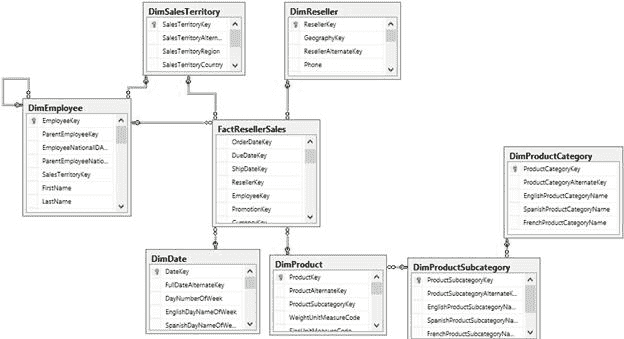 DimSalesTerritory
SalesTerritoryKey
SalesTerritoryAltern...
SalesTerritoryRegion
SalesTerritoryCountry
DimReseller
ResellerKey
GeographyKey
ResellerAlternateKey
Phone
DimEmployee
EmployeeKey
ParentEmployeeKey
EmployeeNationalIDA...
ParentEmployeeNatio...
SalesTerritoryKey
FirstName
LastName
FactResellerSales
OrderDateKey
DueDateKey
ShipDateKey
ResellerKey
EmployeeKey
PromotionKey
CurrencyKey
DimProductCategory
ProductCategoryKey
ProductCategoryAlternateKey
EnglishProductCategoryName
SpanishProductCategoryName
FrenchProductCategoryName
DimDate
DateKey
FullDateAlternateKey
DayNumberOfWeek
EnglishDayNameOfWeek
SpanishDayNameOfWe...
DimProduct
ProductKey
ProductAlternateKey
ProductSubcategoryKey
WeightUnitMeasureCode
SizeUnitMeasureCode
DimProductSubcategory
ProductSubcategoryKey
ProductSubcategoryAlternateK...
EnglishProductSubcategoryNa...
SpanishProductSubcategoryNa...
FrenchProductSubcategoryNa...